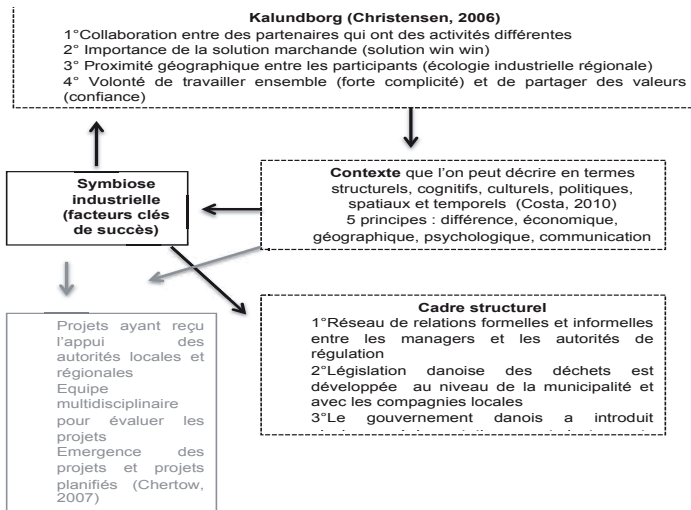 Kalundborg (Christensen, 2006)
1°Collaboration entre des partenaires qui ont des activités différentes
2° Importance de la solution marchande (solution win win)
3° Proximité géographique entre les participants (écologie industrielle régionale)
4° Volonté de travailler ensemble (forte complicité) et de partager des valeurs
(confiance)
Symbiose
industrielle
(facteurs clés
de succès)
Contexte que l'on peut décrire en termes
structurels, cognitifs, culturels, politiques,
spatiaux et temporels (Costa, 2010)
5 principes : différence, économique,
géographique, psychologique, communication
Projets ayant reçu
l'appui des
autorités locales et
régionales
Equipe
multidisciplinaire
pour évaluer les
projets
Emergence des
projets et projets
planifiés (Chertow,
2007)
Cadre structurel
1°Réseau de relations formelles et informelles
entre les managers et les autorités de
régulation
2°Législation danoise des déchets est
développée au niveau de la municipalité et
avec les compagnies locales
3°Le gouvernement danois a introduit